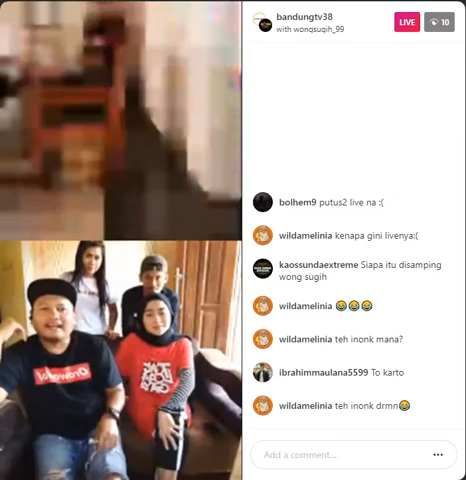 bandungtv38
with wongsuqih_99
LIVE
10
bolhem9 putus2 live na :(
wildamelinia kenapa gini livenya:(
kaossundaextreme Siapa itu disamping
wong sugih
wildamelinia 😂😂😂
wildamelinia teh inonk mana?
ibrahimmaulana5599 To karto
wildamelinia teh inonk drmn😂
Add a comment...